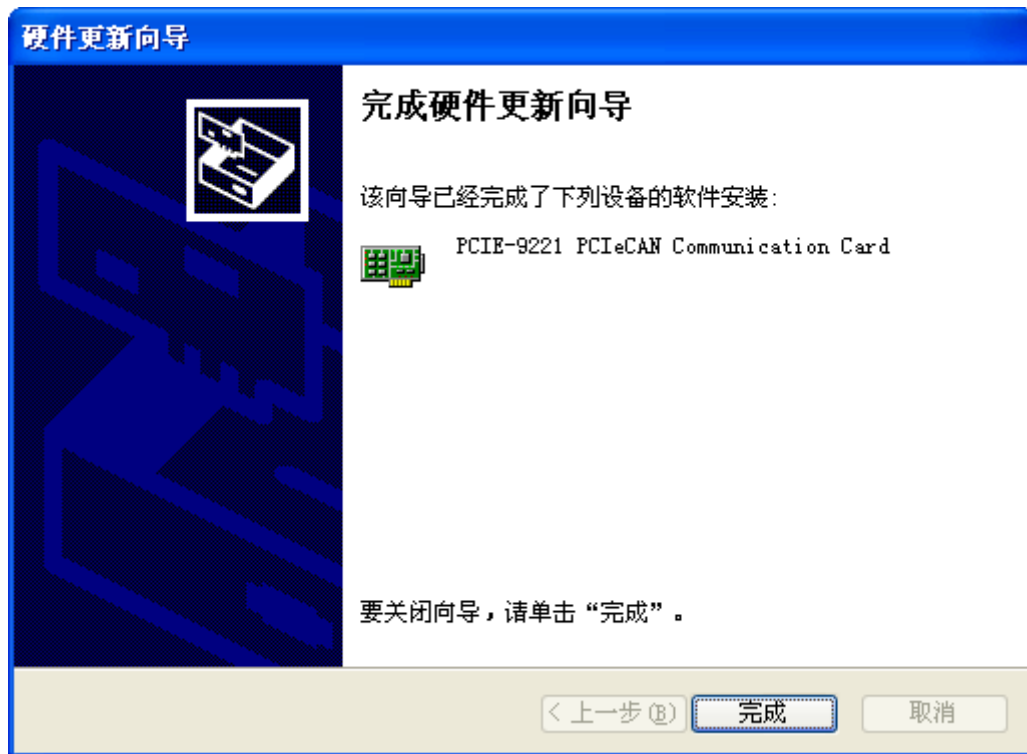 硬件更新向导
完成硬件更新向导
该向导已经完成了下列设备的软件安装:
PCIE-9221 PCIeCAN Communication Card
要关闭向导，请单击“完成”。
< 上一步(B)
完成
取消